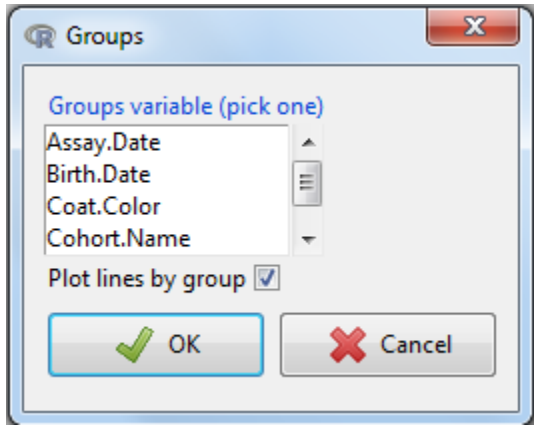 Groups
Groups variable (pick one)
Assay.Date
Birth.Date
Coat.Color
Cohort.Name
Plot lines by group
OK
Cancel